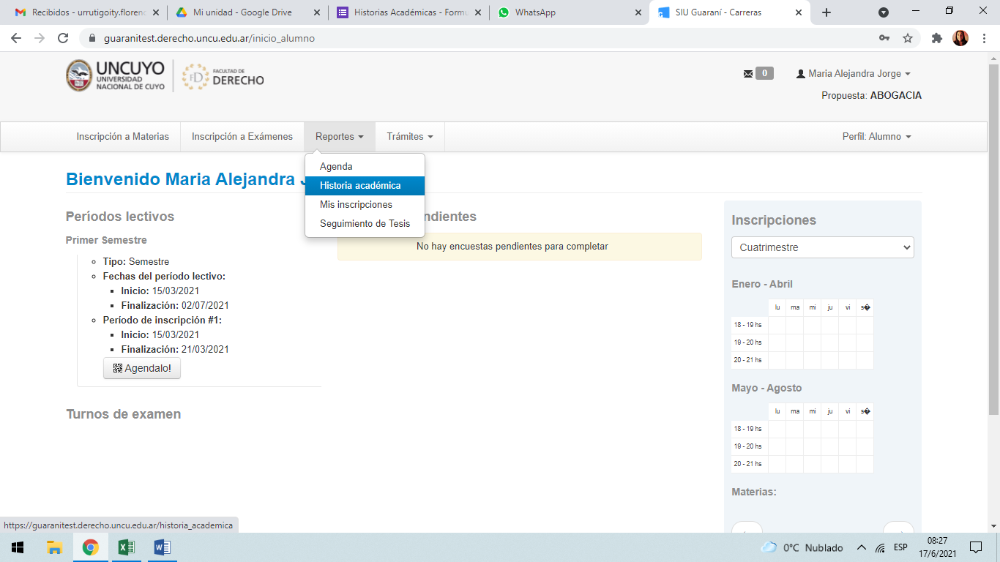 Recibidos - urrutigoity.floren
Mi unidad - Google Drive
Historias Académicas - Formu
WhatsApp
SIU Guaraní - Carreras
guaranitest.derecho.uncu.edu.ar/inicio_alumno
UNCUYO
UNIVERSIDAD
NACIONAL DE CUYO
FD
FACULTAD DE
DERECHO
0
Maria Alejandra Jorge
Propuesta: ABOGACIA
Inscripción a Materias
Inscripción a Exámenes
Reportes
Trámites
Perfil: Alumno
Agenda
Historia académica
Mis inscripciones
Seguimiento de Tesis
Bienvenido Maria Alejandra J
Períodos lectivos
Primer Semestre
Tipo: Semestre
Fechas del período lectivo:
Inicio: 15/03/2021
Finalización: 02/07/2021
Período de inscripción #1:
Inicio: 15/03/2021
Finalización: 21/03/2021
Agendalo!
Turnos de examen
ndientes
No hay encuestas pendientes para completar
Inscripciones
Cuatrimestre
Enero - Abril
lu ma mi ju vi s�
18 - 19 hs
19 - 20 hs
20 - 21 hs
Mayo - Agosto
lu ma mi ju vi s�
18 - 19 hs
19 - 20 hs
20 - 21 hs
Materias:
https://guaranitest.derecho.uncu.edu.ar/historia_academica
0°C Nublado
ESP
08:27
17/6/2021